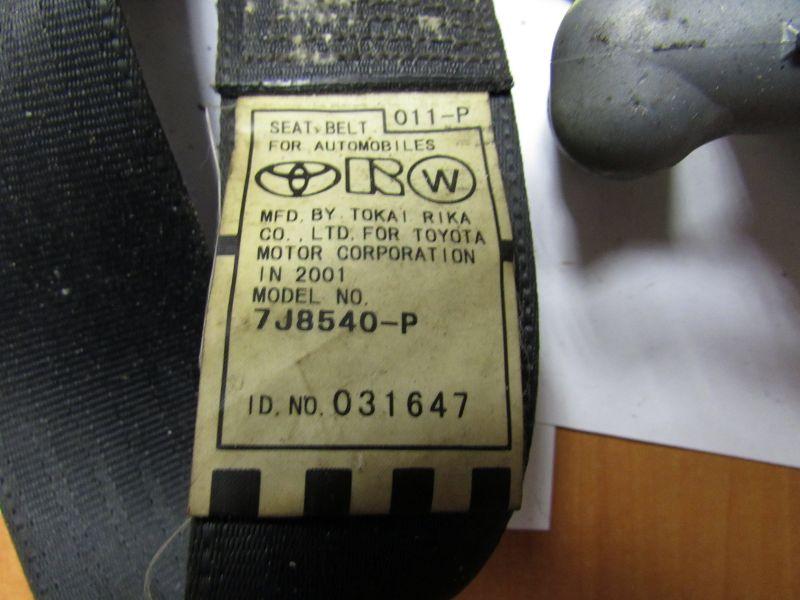 SEAT BELT 011-P
FOR AUTOMOBILES
R W
MFD. BY TOKAI RIKA
CO., LTD. FOR TOYOTA
MOTOR CORPORATION
IN 2001
MODEL NO.
7J8540-P
ID. NO. 031647